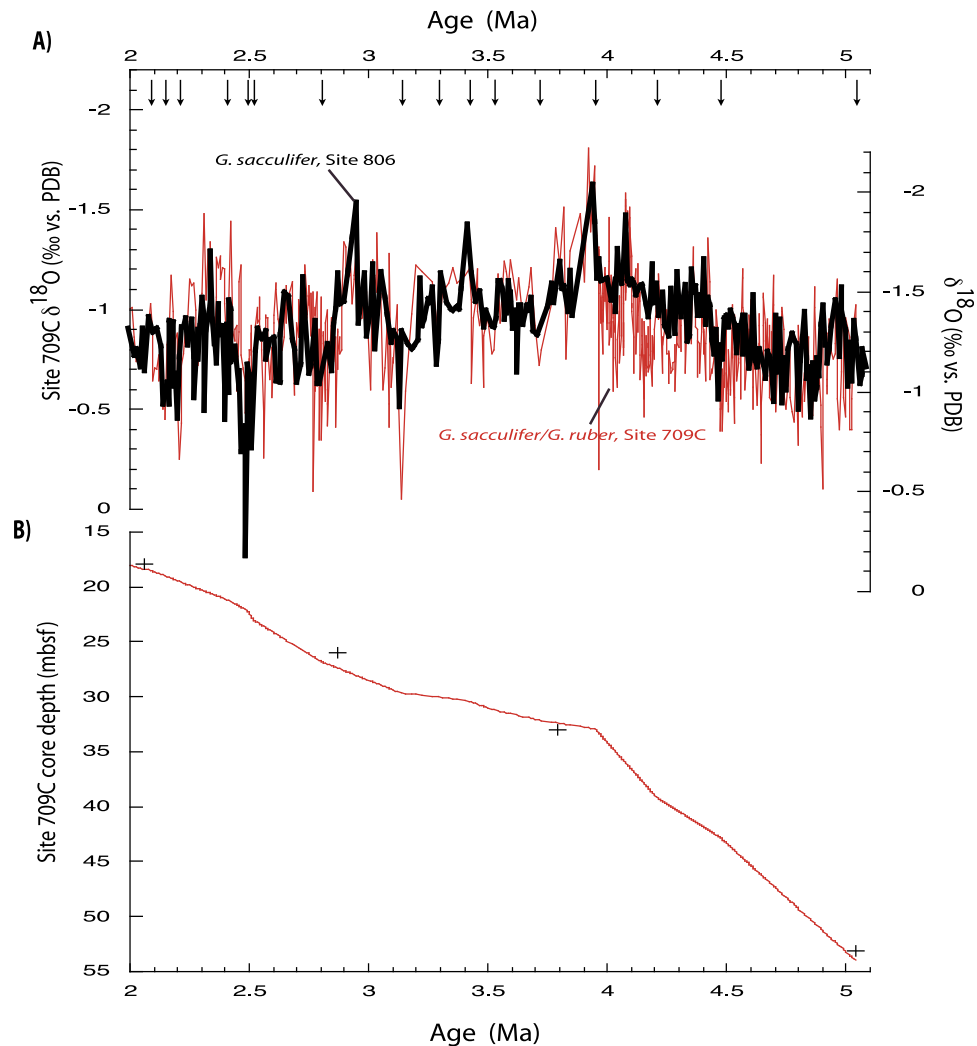 Age (Ma)
A)
2 2.5 3 3.5 4 4.5 5
-2
-1.5
-1
-0.5
0
Site 709C δ¹⁸O (‰ vs. PDB)
G. sacculifer, Site 806
G. sacculifer/G. ruber, Site 709C
-2
-1.5
-1
-0.5
0
δ¹⁸O (‰ vs. PDB)
B)
15
20
25
30
35
40
45
50
55
Site 709C core depth (mbsf)
2 2.5 3 3.5 4 4.5 5
Age (Ma)